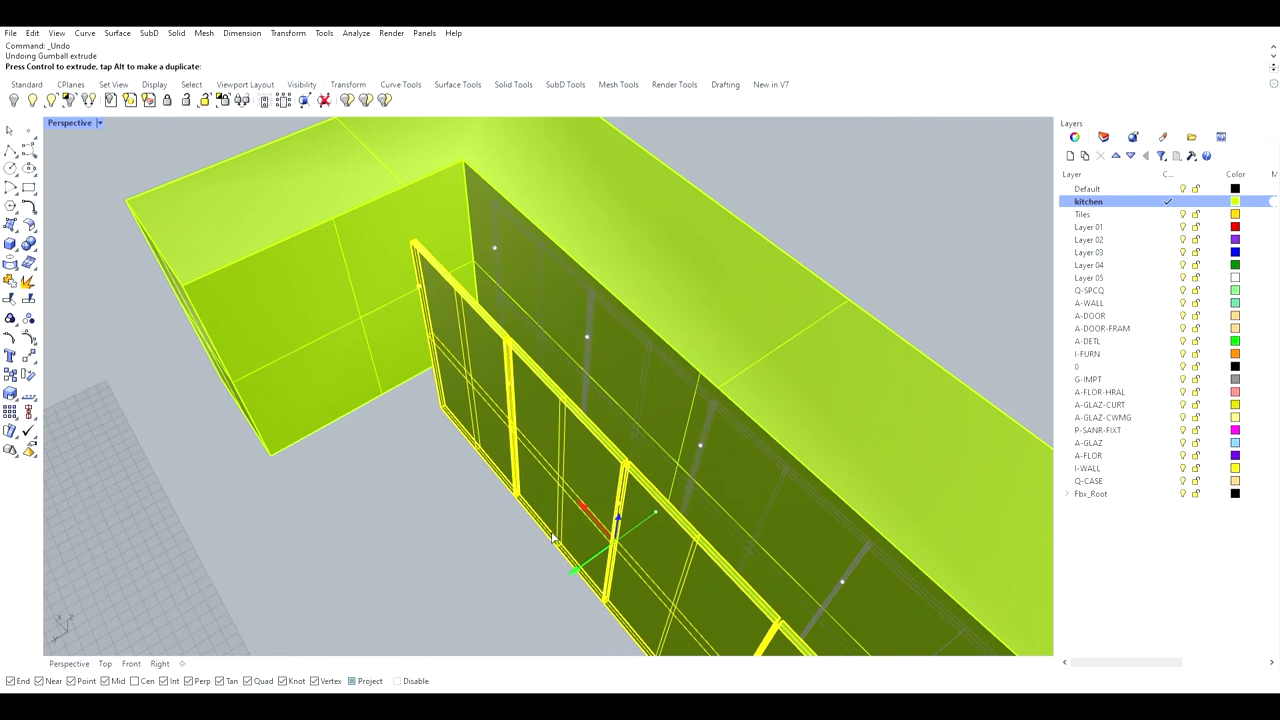 File Edit View Curve Surface SubD Solid Mesh Dimension Transform Tools Analyze Render Panels Help
Command: _Undo
Undoing Gumball extrude
Press Control to extrude, tap Alt to make a duplicate:
Standard CPlanes Set View Display Select Viewport Layout Visibility Transform Curve Tools Surface Tools Solid Tools SubD Tools Mesh Tools Render Tools Drafting New in V7
Perspective
Layers
Layer C... Color M
Default
kitchen
Tiles
Layer 01
Layer 02
Layer 03
Layer 04
Layer 05
Q-SPCQ
A-WALL
A-DOOR
A-DOOR-FRAM
A-DETL
I-FURN
0
G-IMPT
A-FLOR-HRAL
A-GLAZ-CURT
A-GLAZ-CWMG
P-SANR-FIXT
A-GLAZ
A-FLOR
I-WALL
Q-CASE
Fbx_Root
Perspective Top Front Right
End Near Point Mid Cen Int Perp Tan Quad Knot Vertex Project Disable